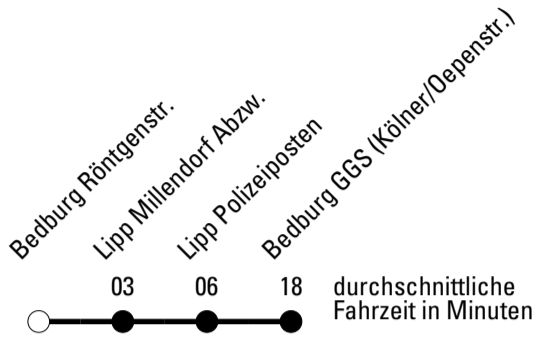 Bedburg Röntgenstr.
Lipp Millendorf Abzw.
Lipp Polizeiposten
Bedburg GGS (Kölner/Oepenstr.)
03 06 18 durchschnittliche
Fahrzeit in Minuten